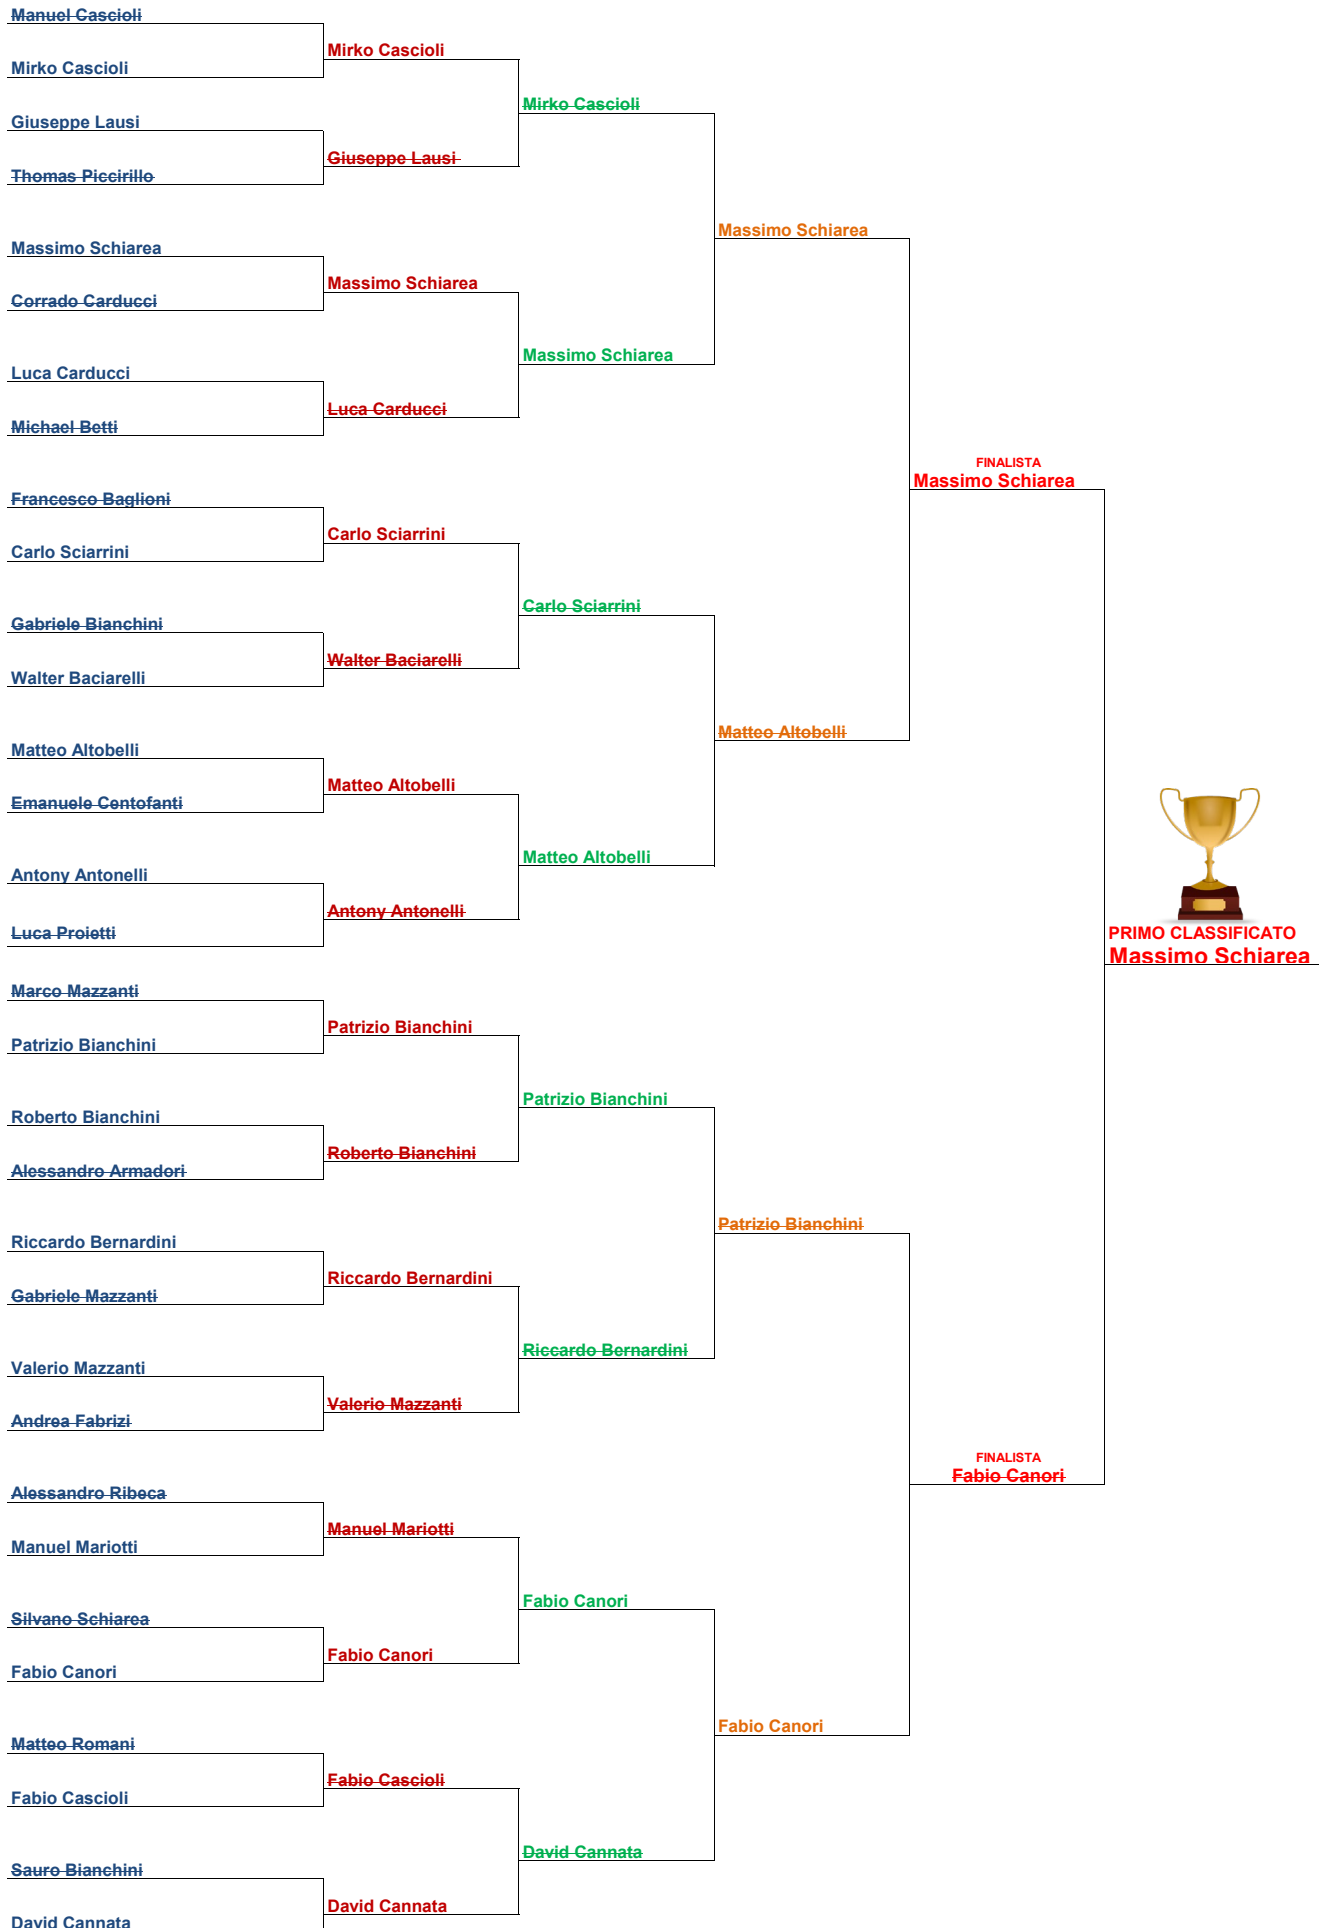 Manuel Cascioli
Mirko Cascioli
Mirko Cascioli
Mirko Cascioli
Giuseppe Lausi
Giuseppe Lausi
Thomas Piccirillo
Massimo Schiarea
Massimo Schiarea
Massimo Schiarea
Corrado Carducci
Massimo Schiarea
Luca Carducci
Luca Carducci
Michael Betti
FINALISTA
Massimo Schiarea
Francesco Baglioni
Carlo Sciarrini
Carlo Sciarrini
Carlo Sciarrini
Gabriele Bianchini
Walter Baciarelli
Walter Baciarelli
Matteo Altobelli
Matteo Altobelli
Matteo Altobelli
Emanuele Centofanti
Matteo Altobelli
Antony Antonelli
Antony Antonelli
Luca Proietti
PRIMO CLASSIFICATO
Massimo Schiarea
Marco Mazzanti
Patrizio Bianchini
Patrizio Bianchini
Patrizio Bianchini
Roberto Bianchini
Roberto Bianchini
Alessandro Armadori
Patrizio Bianchini
Riccardo Bernardini
Riccardo Bernardini
Gabriele Mazzanti
Riccardo Bernardini
Valerio Mazzanti
Valerio Mazzanti
Andrea Fabrizi
FINALISTA
Fabio Canori
Alessandro Ribeca
Manuel Mariotti
Manuel Mariotti
Fabio Canori
Silvano Schiarea
Fabio Canori
Fabio Canori
Fabio Canori
Matteo Romani
Fabio Cascioli
Fabio Cascioli
David Cannata
Sauro Bianchini
David Cannata
David Cannata